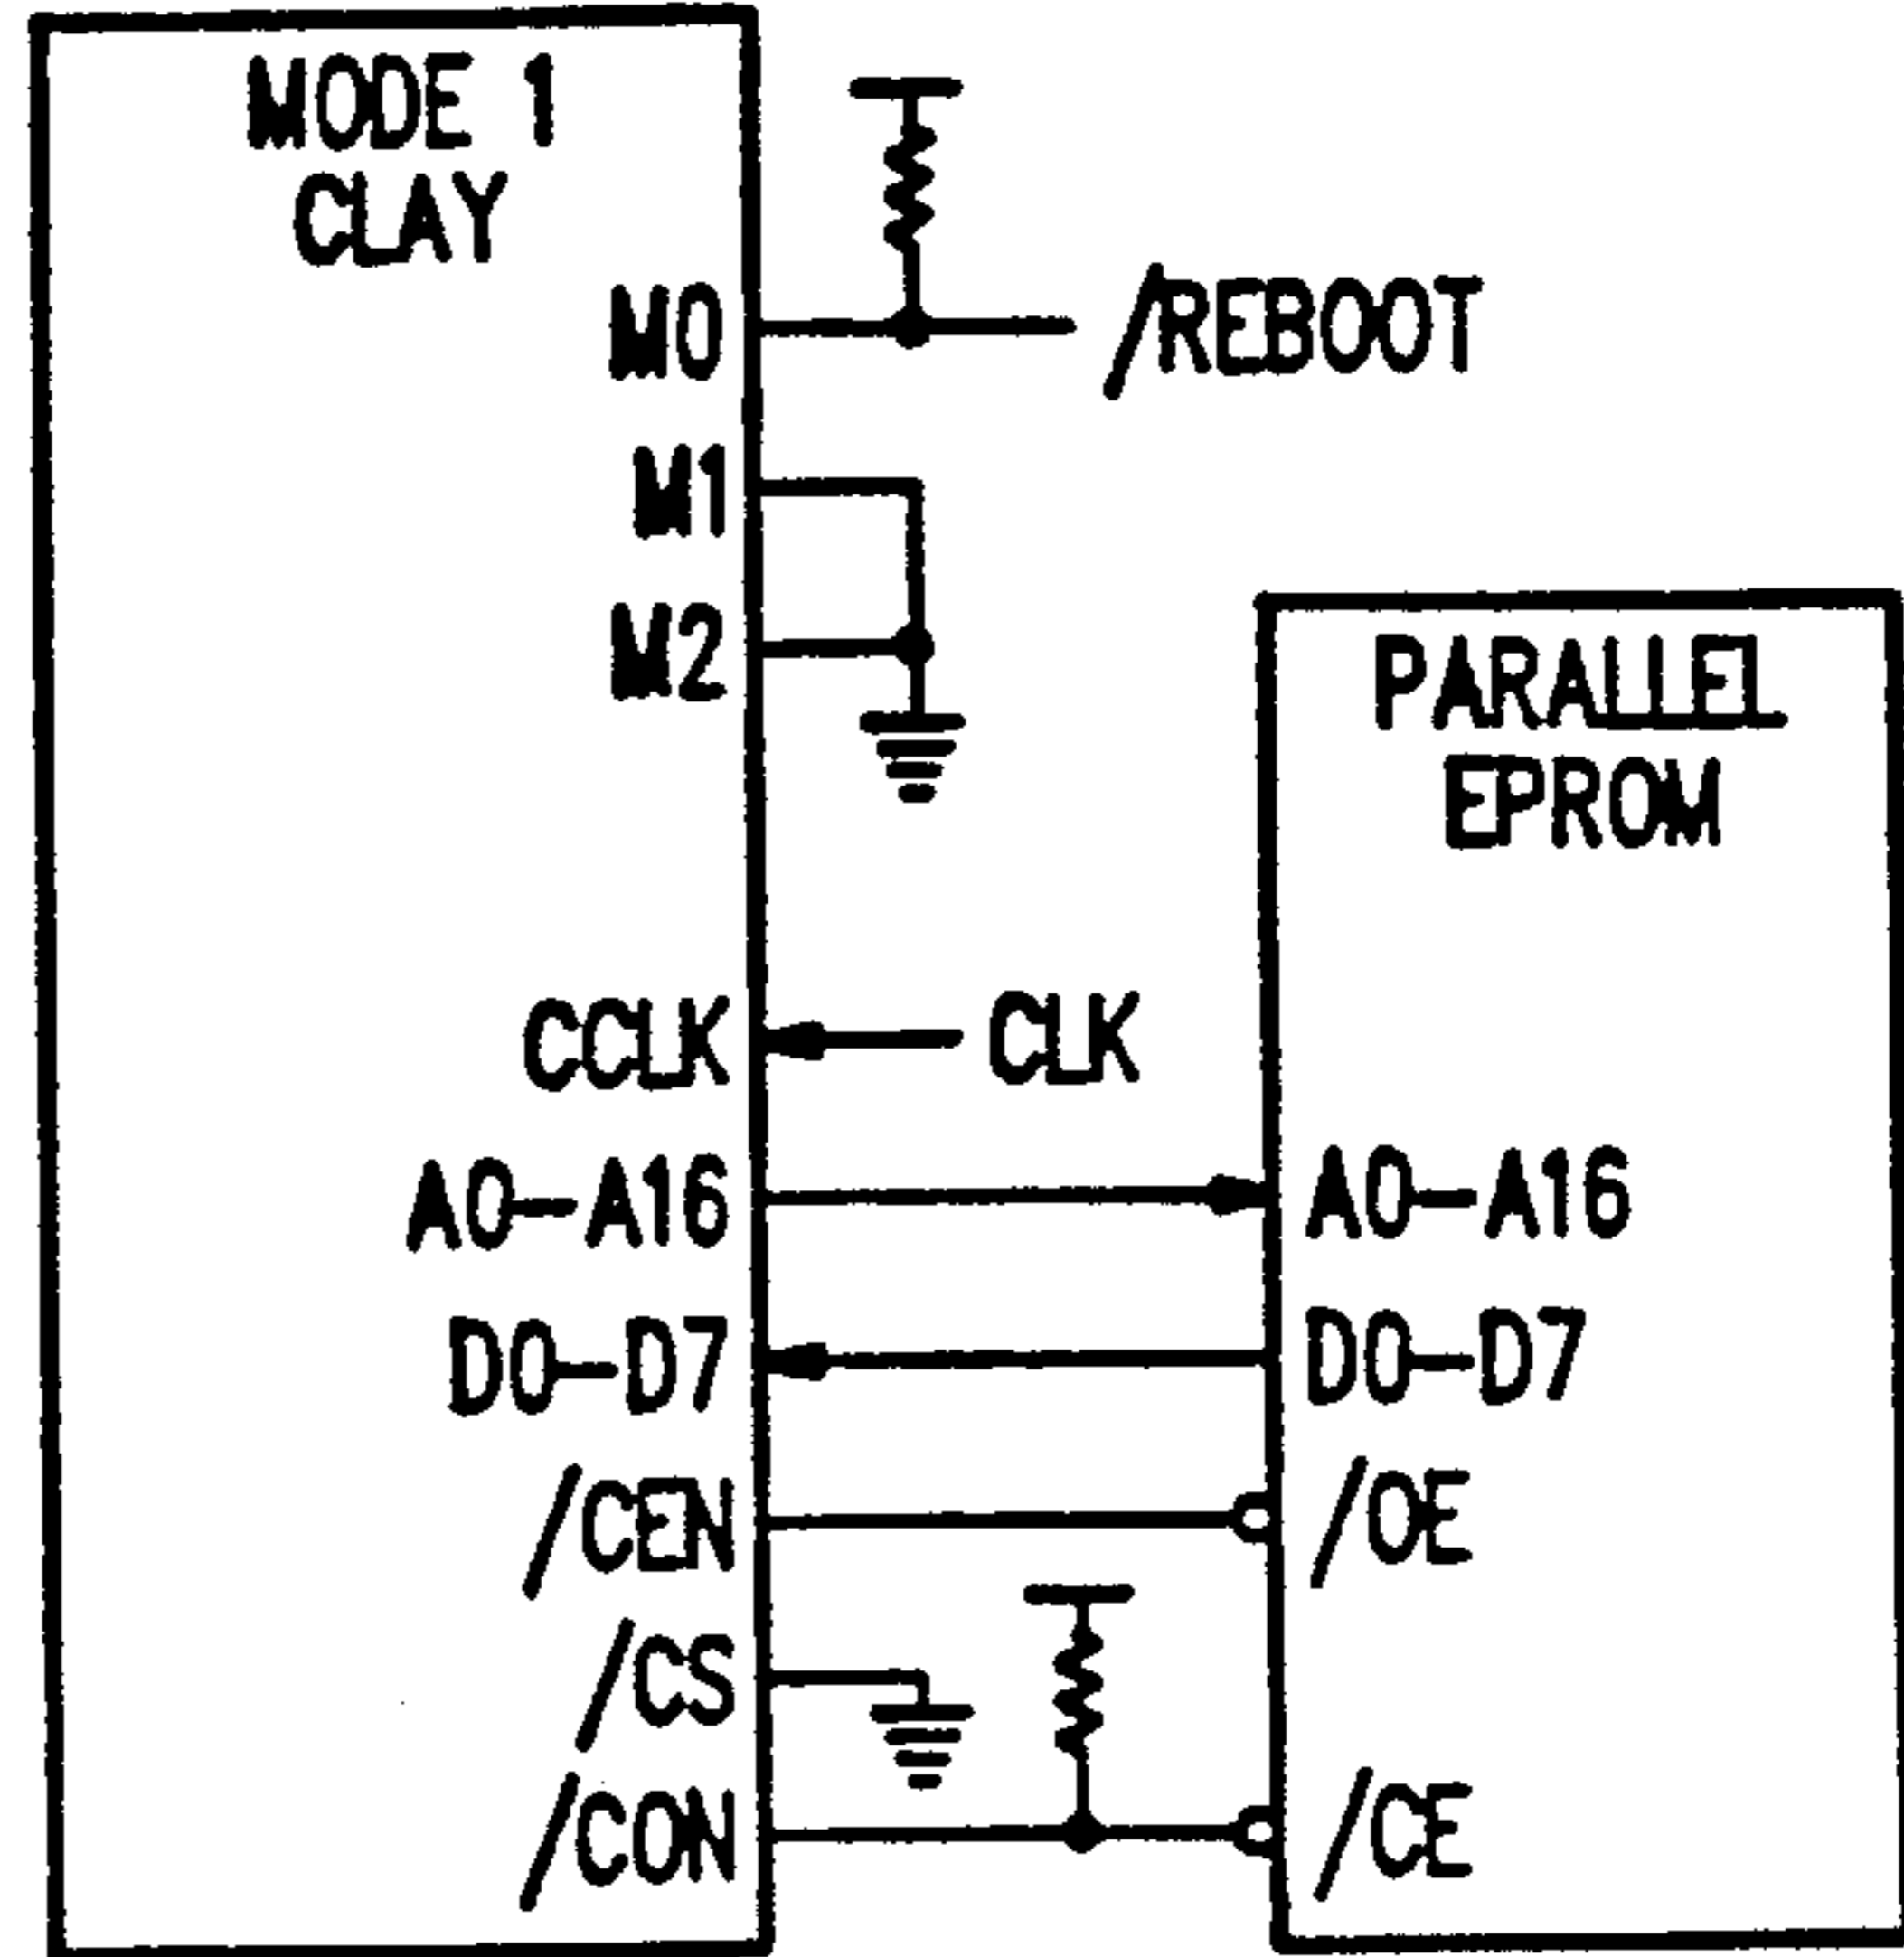 MODE 1
CLAY
M0
/REBOOT
M1
M2
PARALLEL
EPROM
CCLK
CLK
A0-A16
A0-A16
D0-D7
D0-D7
/CEN
/OE
/CS
/CON
/CE